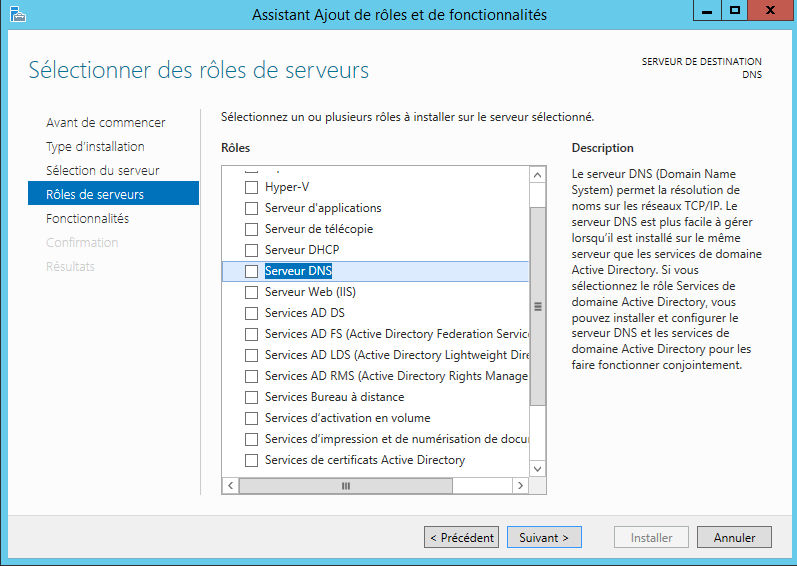 Assistant Ajout de rôles et de fonctionnalités
Sélectionner des rôles de serveurs
SERVEUR DE DESTINATION
DNS
Avant de commencer
Type d'installation
Sélection du serveur
Rôles de serveurs
Fonctionnalités
Confirmation
Résultats
Sélectionnez un ou plusieurs rôles à installer sur le serveur sélectionné.
Rôles
Hyper-V
Serveur d'applications
Serveur de télécopie
Serveur DHCP
Serveur DNS
Serveur Web (IIS)
Services AD DS
Services AD FS (Active Directory Federation Service
Services AD LDS (Active Directory Lightweight Dire
Services AD RMS (Active Directory Rights Manage
Services Bureau à distance
Services d'activation en volume
Services d'impression et de numérisation de docu
Services de certificats Active Directory
Description
Le serveur DNS (Domain Name
System) permet la résolution de
noms sur les réseaux TCP/IP. Le
serveur DNS est plus facile à gérer
lorsqu'il est installé sur le même
serveur que les services de domaine
Active Directory. Si vous
sélectionnez le rôle Services de
domaine Active Directory, vous
pouvez installer et configurer le
serveur DNS et les services de
domaine Active Directory pour les
faire fonctionner conjointement.
< Précédent
Suivant >
Installer
Annuler